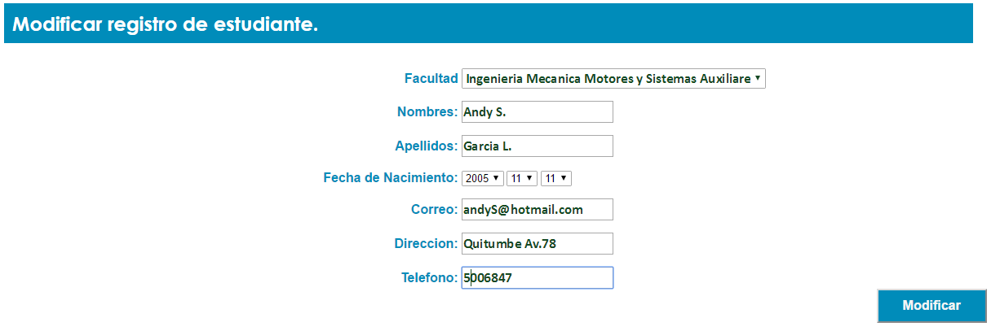 Modificar registro de estudiante.
Facultad Ingenieria Mecanica Motores y Sistemas Auxiliare
Nombres: Andy S.
Apellidos: Garcia L.
Fecha de Nacimiento: 2005 11 11
Correo: andyS@hotmail.com
Direccion: Quitumbe Av.78
Telefono: 5006847
Modificar